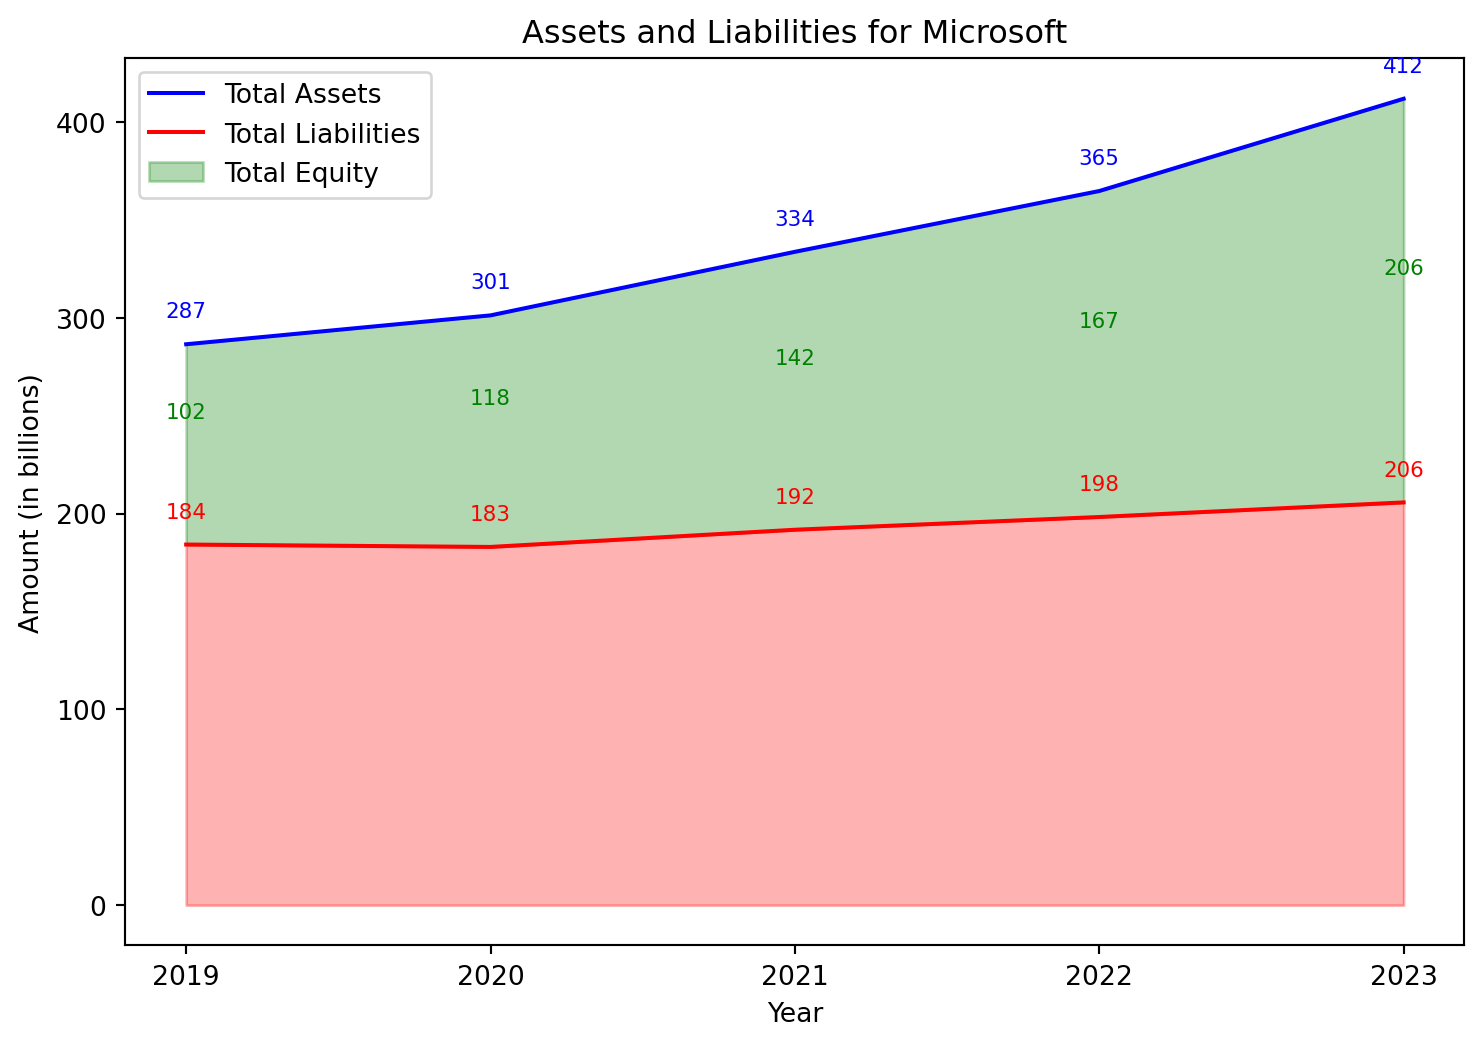 Assets and Liabilities for Microsoft
Total Assets
Total Liabilities
Total Equity
Amount (in billions)
400
300
200
100
0
287
301
334
365
412
102
118
142
167
206
184
183
192
198
206
2019 2020 2021 2022 2023
Year